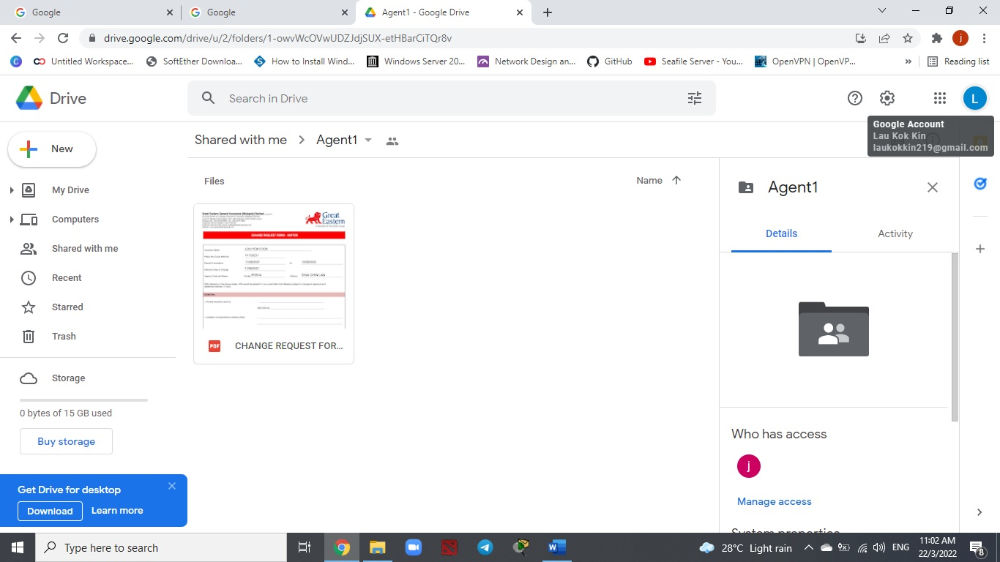 Google
Google
Agent1 - Google Drive
drive.google.com/drive/u/2/folders/1-owvWcOVwUDZJdjSUX-etHBarCiTQr8v
j
Untitled Workspace...
SoftEther Downloa...
How to Install Wind...
Windows Server 20...
Network Design an...
GitHub
Seafile Server - You...
OpenVPN | OpenVP...
»
Reading list
Drive
Search in Drive
L
Google Account
Lau Kok Kin
laukokkin219@gmail.com
Shared with me
Agent1
New
My Drive
Computers
Shared with me
Recent
Starred
Trash
Storage
0 bytes of 15 GB used
Buy storage
Get Drive for desktop
Download
Learn more
Files
Name
Great Eastern General Insurance (Malaysia) Berhad
Great
Eastern
CHANGE REQUEST FORM - MOTOR
PDF
CHANGE REQUEST FOR...
Agent1
Details
Activity
Who has access
j
Manage access
System properties
Type here to search
28°C Light rain
ENG
11:02 AM
22/3/2022
8